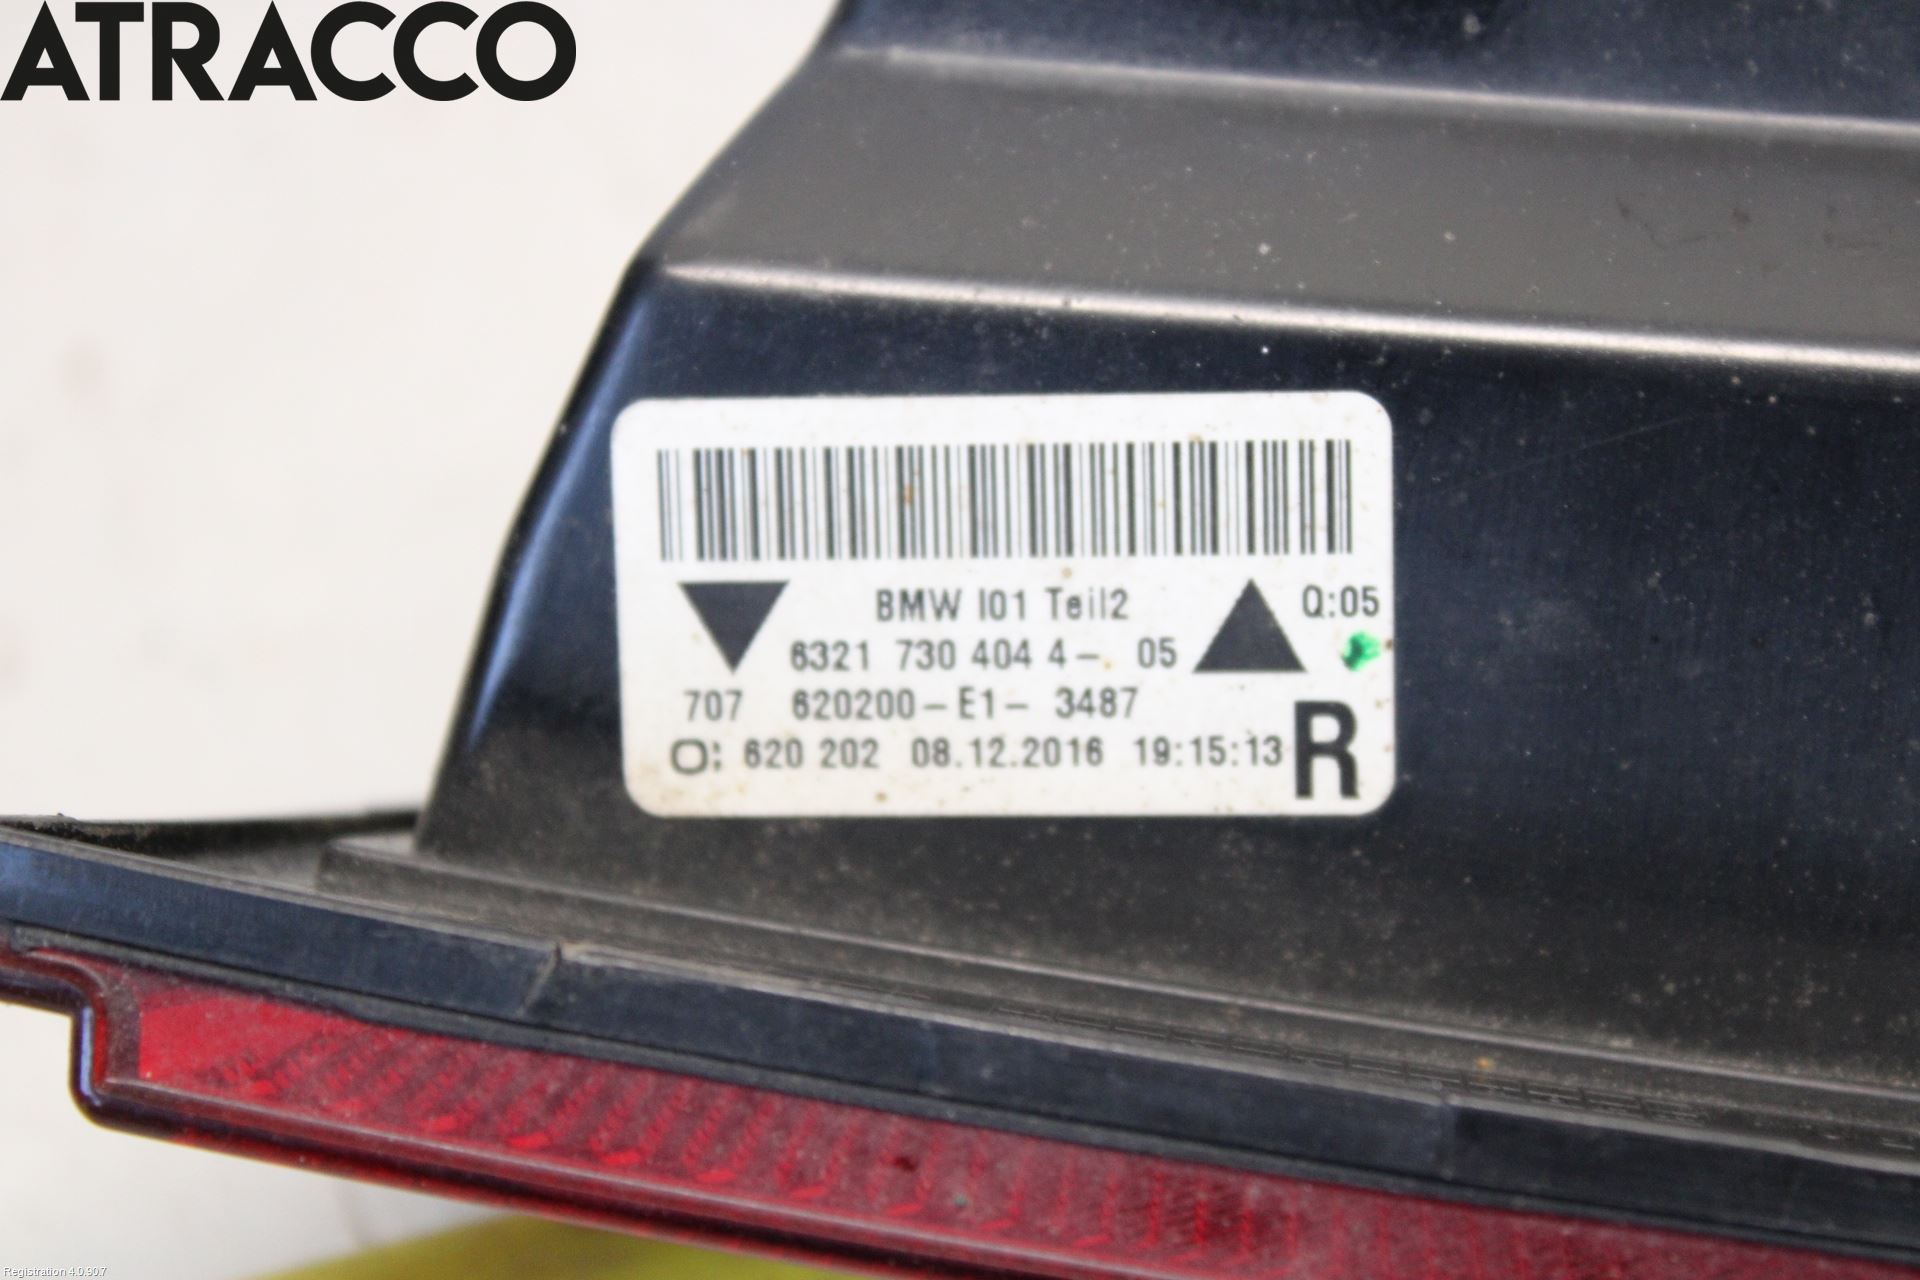 ATRACCO
BMW I01 Teil2
Q:05
6321 730 404 4- 05
707 620200-E1- 3487
O: 620 202 08.12.2016 19:15:13
R
Registration 4.0.907